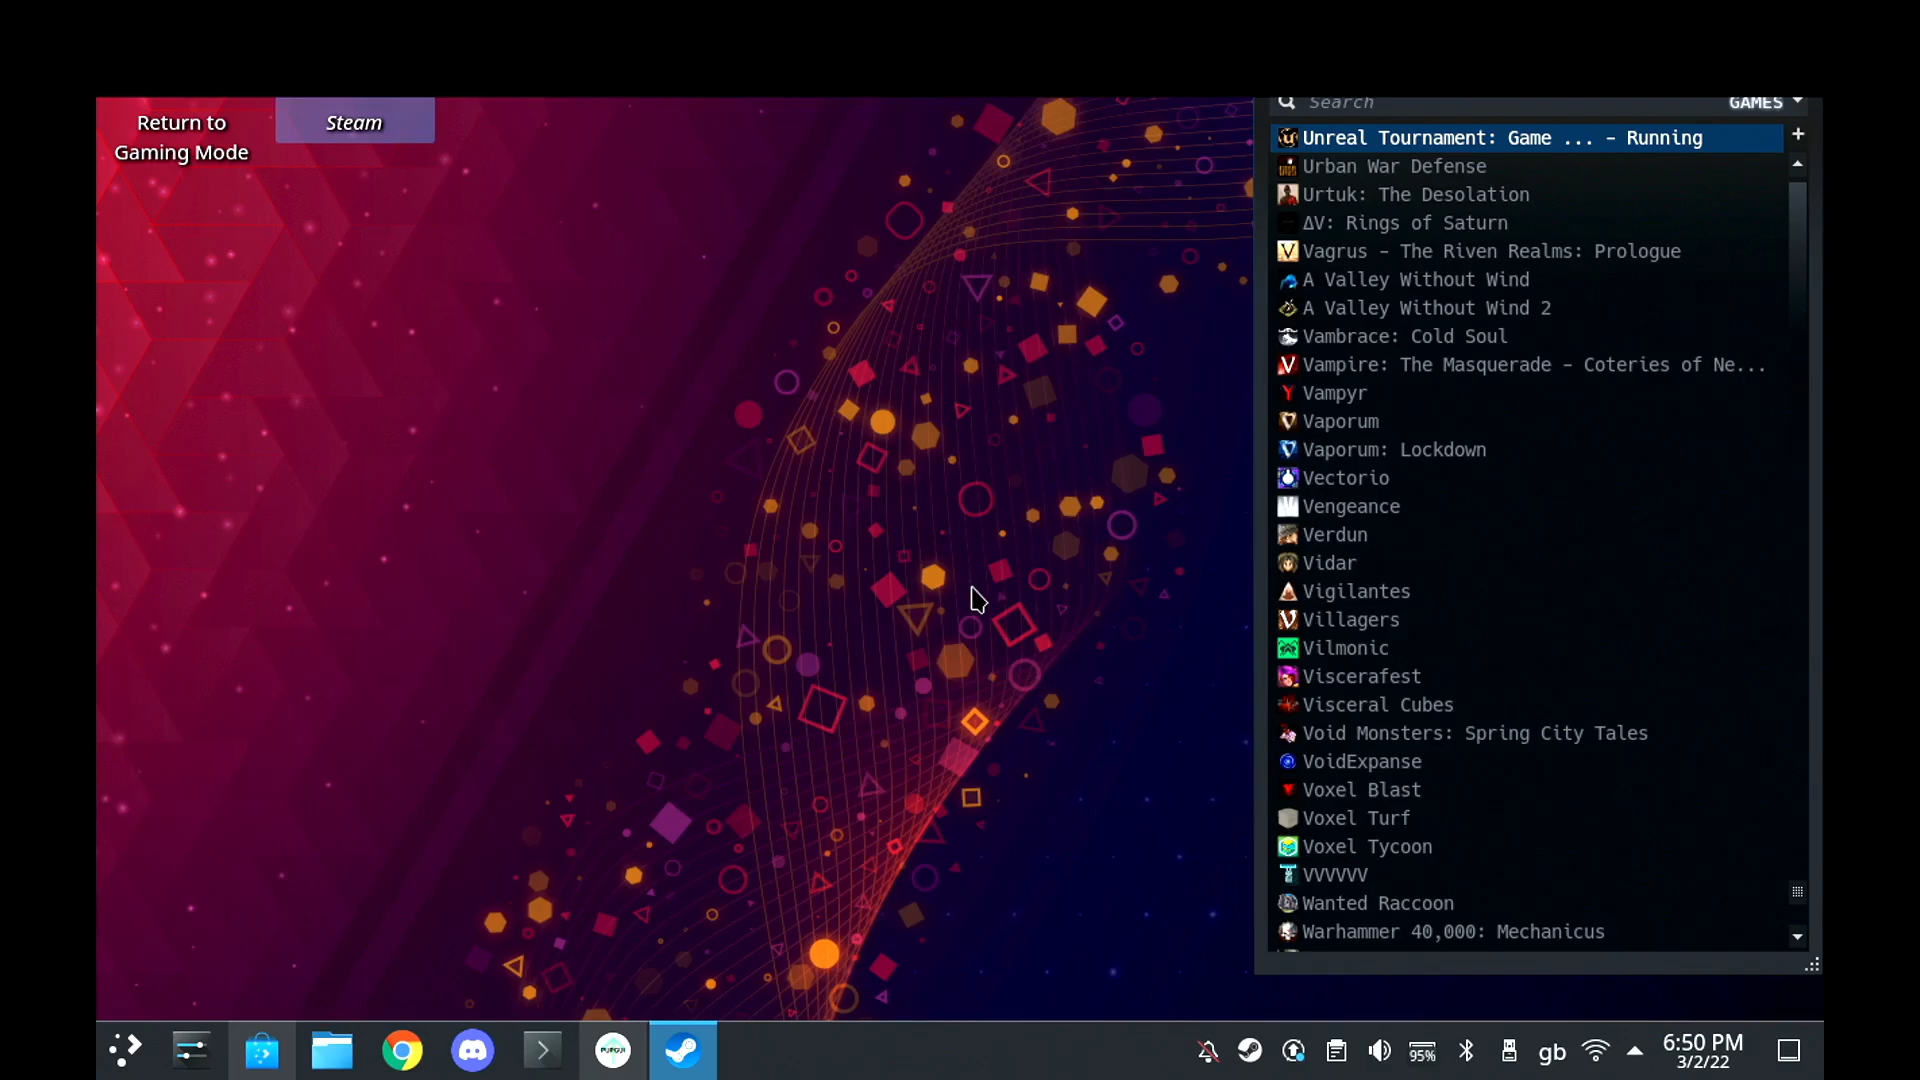 Return to
Gaming Mode
Steam
Search
GAMES
Unreal Tournament: Game ... - Running
+
Urban War Defense
Urtuk: The Desolation
ΔV: Rings of Saturn
Vagrus - The Riven Realms: Prologue
A Valley Without Wind
A Valley Without Wind 2
Vambrace: Cold Soul
Vampire: The Masquerade - Coteries of Ne...
Vampyr
Vaporum
Vaporum: Lockdown
Vectorio
Vengeance
Verdun
Vidar
Vigilantes
Villagers
Vilmonic
Viscerafest
Visceral Cubes
Void Monsters: Spring City Tales
VoidExpanse
Voxel Blast
Voxel Turf
Voxel Tycoon
VVVVVV
Wanted Raccoon
Warhammer 40,000: Mechanicus
PUPGUI
95%
gb
6:50 PM
3/2/22